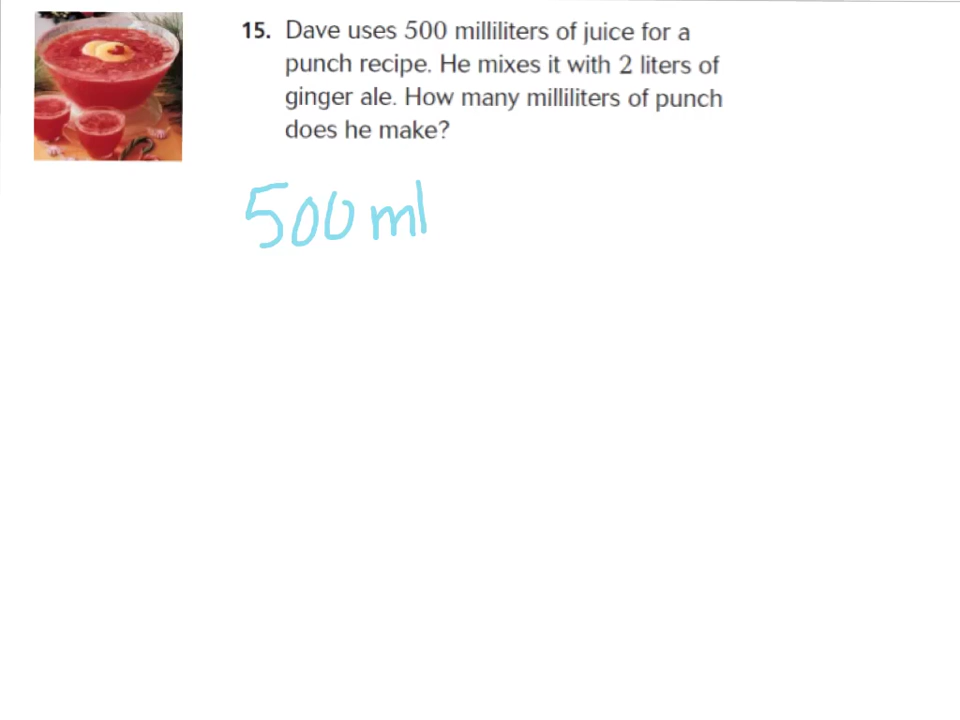 15. Dave uses 500 milliliters of juice for a
punch recipe. He mixes it with 2 liters of
ginger ale. How many milliliters of punch
does he make?
500 ml